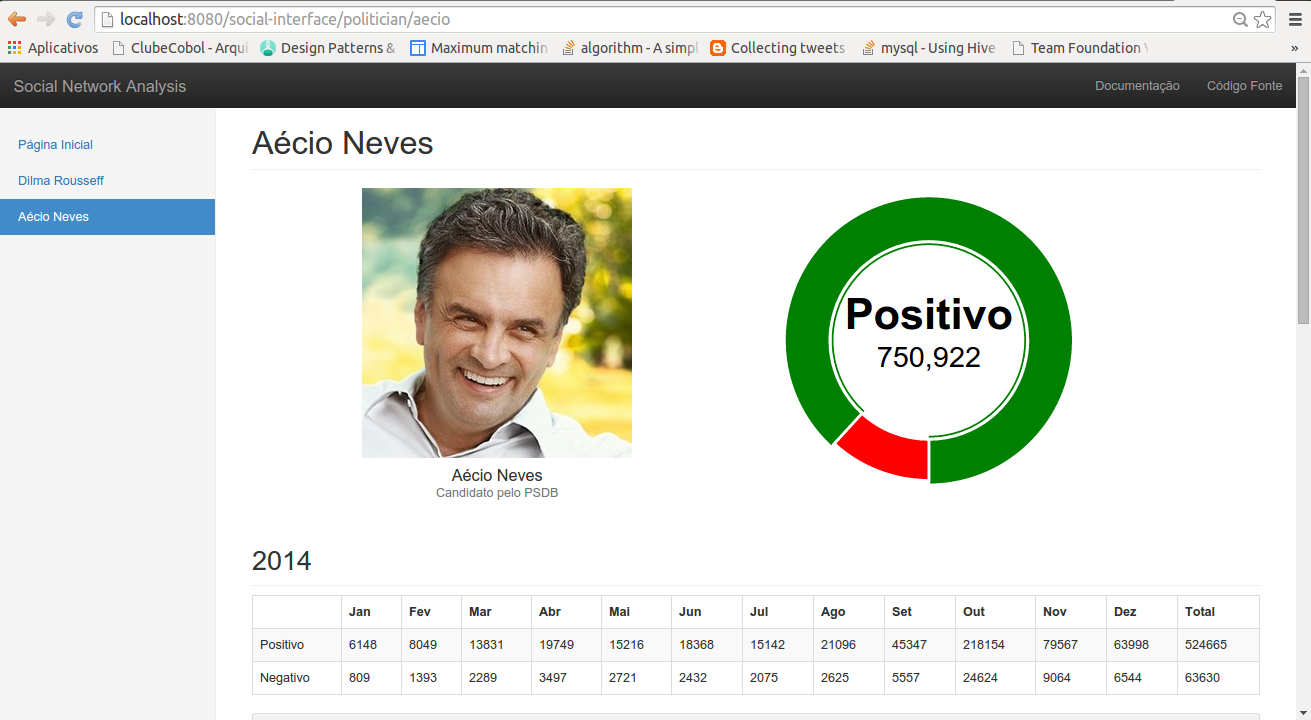 localhost:8080/social-interface/politician/aecio
Aplicativos ClubeCobol - Arqui Design Patterns & Maximum matchin algorithm - A simpl Collecting tweets mysql - Using Hive Team Foundation »
Social Network Analysis Documentação Código Fonte
Página Inicial
Dilma Rousseff
Aécio Neves
Aécio Neves
Positivo
750,922
Aécio Neves
Candidato pelo PSDB
2014
Jan Fev Mar Abr Mai Jun Jul Ago Set Out Nov Dez Total
Positivo 6148 8049 13831 19749 15216 18368 15142 21096 45347 218154 79567 63998 524665
Negativo 809 1393 2289 3497 2721 2432 2075 2625 5557 24624 9064 6544 63630